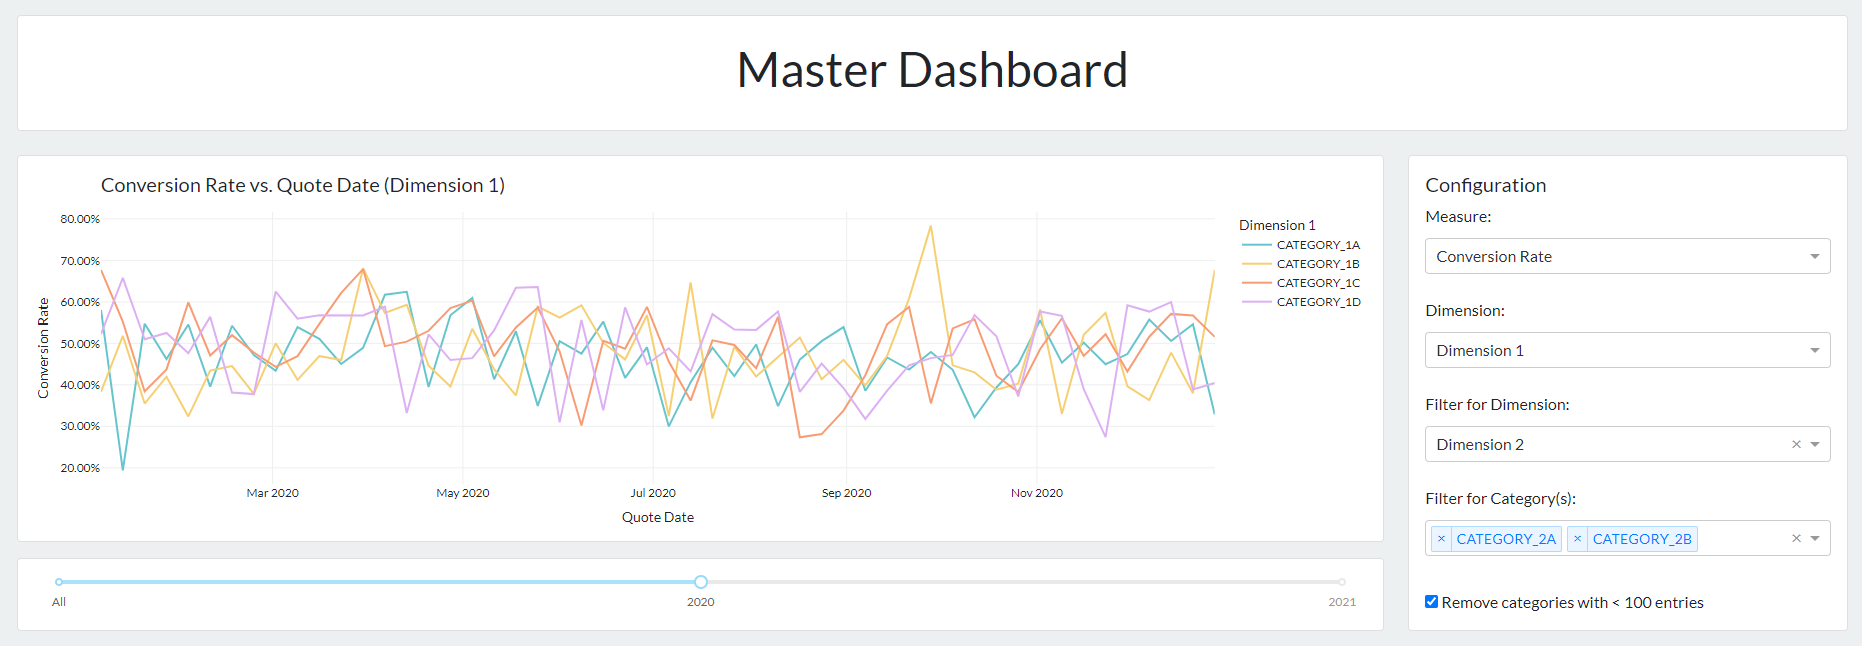 Master Dashboard
Conversion Rate vs. Quote Date (Dimension 1)
80.00%
70.00%
60.00%
50.00%
40.00%
30.00%
20.00%
Conversion Rate
Mar 2020
May 2020
Jul 2020
Sep 2020
Nov 2020
Quote Date
Dimension 1
CATEGORY_1A
CATEGORY_1B
CATEGORY_1C
CATEGORY_1D
All
2020
2021
Configuration
Measure:
Conversion Rate
Dimension:
Dimension 1
Filter for Dimension:
Dimension 2
Filter for Category(s):
× CATEGORY_2A × CATEGORY_2B
Remove categories with < 100 entries